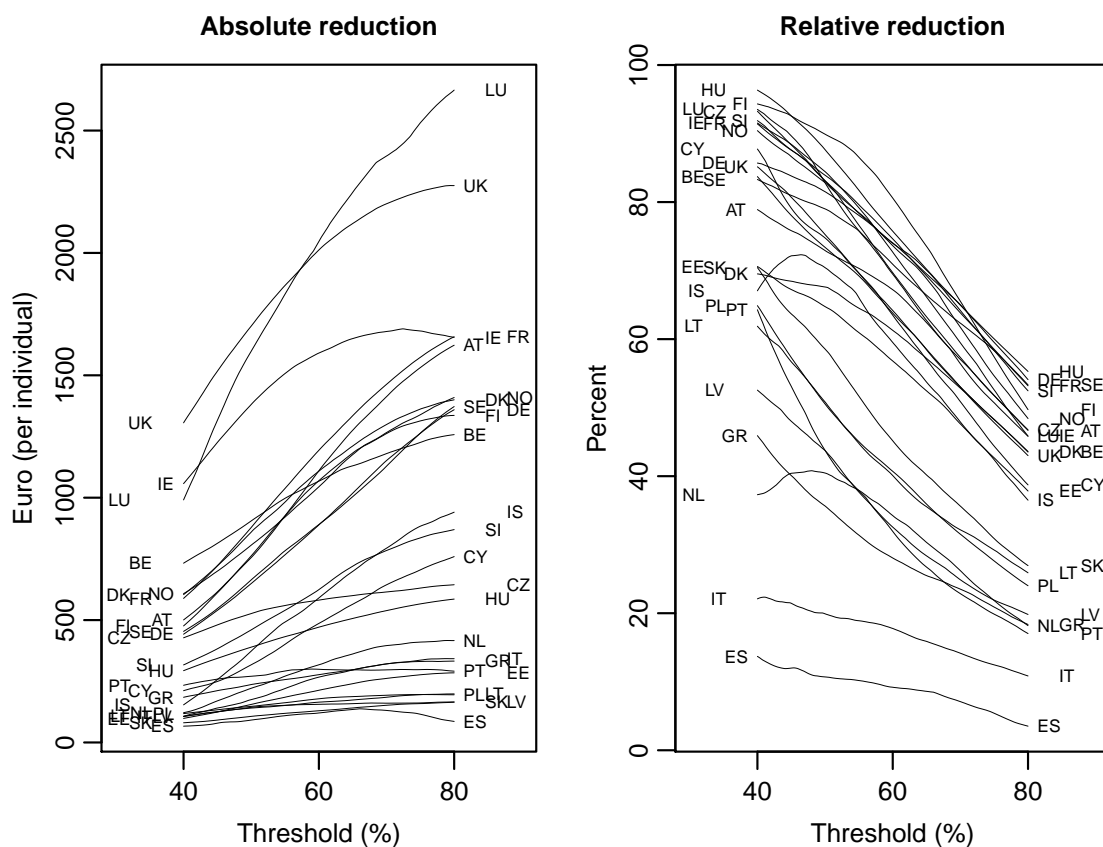 Absolute reduction
Relative reduction
Euro (per individual)
0
500
1000
1500
2000
2500
40
60
80
Threshold (%)
UK
IE
LU
BE
DK
FR
NO
FI
AT
CZ
SE
DE
SI
HU
PT
CY
IS
GR
SK
ES
LU
UK
AT
IE
FR
SE
DK
NO
FI
DE
BE
IS
SI
CY
CZ
HU
NL
GR
IT
PT
EE
PL
LT
SK
LV
ES
Percent
0
20
40
60
80
100
40
60
80
Threshold (%)
HU
LU
CZ
FI
IE
FR
SI
NO
CY
DE
UK
BE
SE
AT
EE
SK
DK
IS
PL
PT
LT
LV
GR
NL
IT
ES
HU
DE
FR
SE
SI
FI
NO
CZ
AT
LU
IE
UK
DK
BE
EE
CY
IS
SK
LT
PL
LV
NL
GR
PT
IT
ES